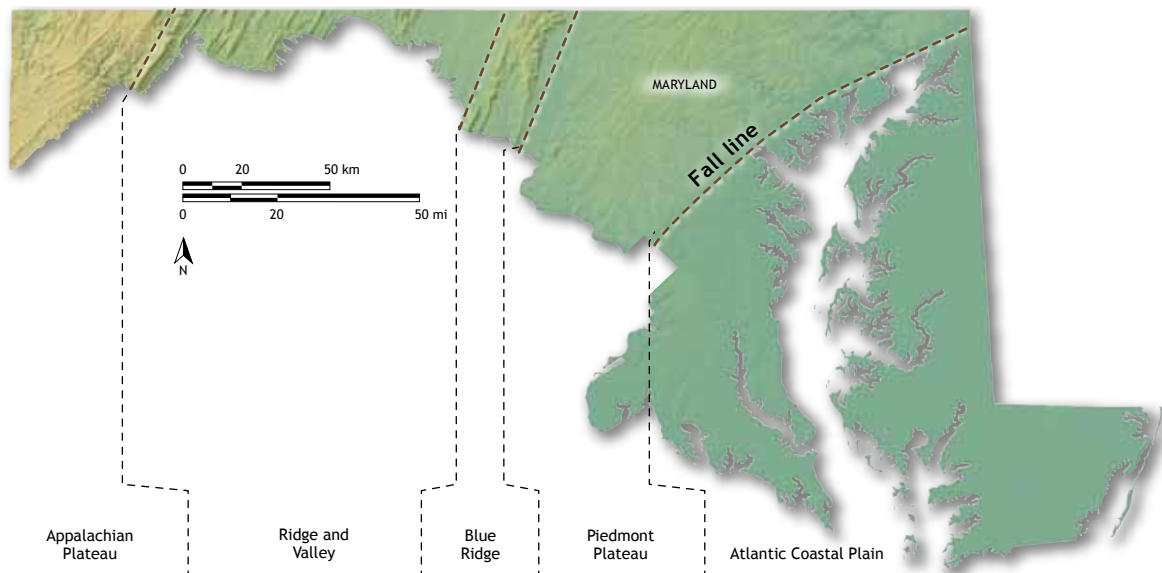 MARYLAND
Fall line
0 20 50 km
0 20 50 mi
N
Appalachian
Plateau
Ridge and
Valley
Blue
Ridge
Piedmont
Plateau
Atlantic Coastal Plain